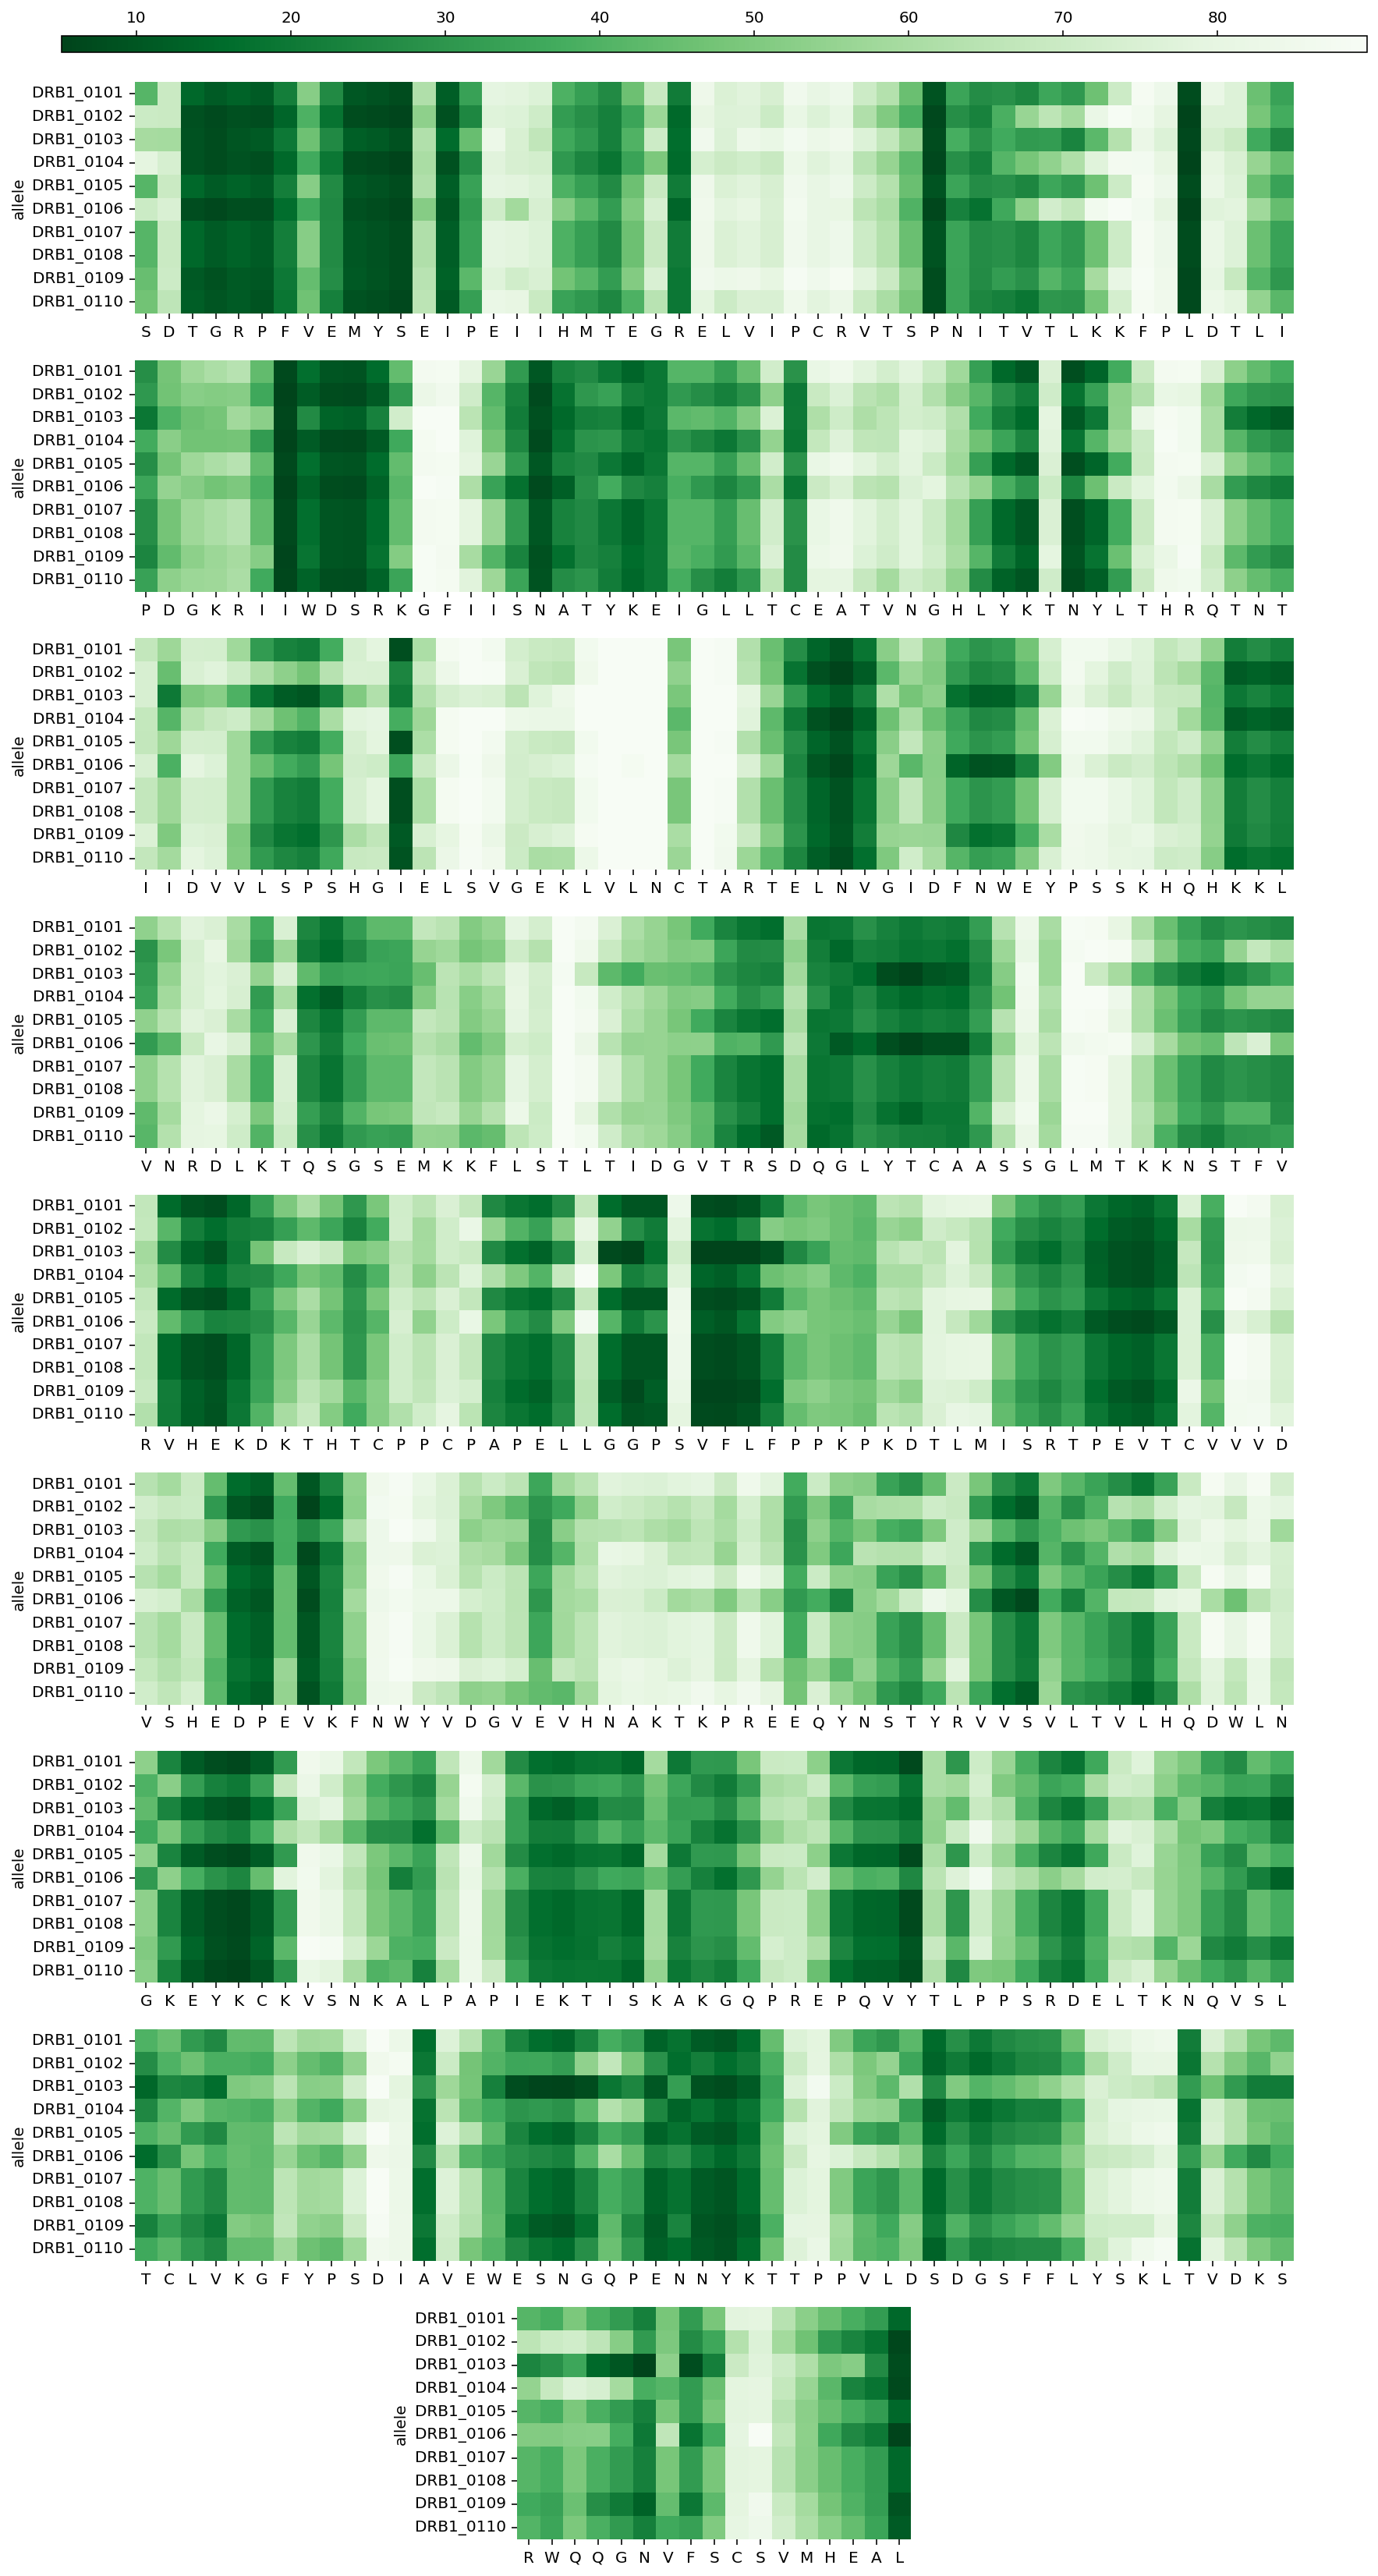 10 20 30 40 50 60 70 80
allele
DRB1_0101
DRB1_0102
DRB1_0103
DRB1_0104
DRB1_0105
DRB1_0106
DRB1_0107
DRB1_0108
DRB1_0109
DRB1_0110
S D T G R P F V E M Y S E I P E I I H M T E G R E L V I P C R V T S P N I T V T L K K F P L D T L I
allele
DRB1_0101
DRB1_0102
DRB1_0103
DRB1_0104
DRB1_0105
DRB1_0106
DRB1_0107
DRB1_0108
DRB1_0109
DRB1_0110
P D G K R I I W D S R K G F I I S N A T Y K E I G L L T C E A T V N G H L Y K T N Y L T H R Q T N T
allele
DRB1_0101
DRB1_0102
DRB1_0103
DRB1_0104
DRB1_0105
DRB1_0106
DRB1_0107
DRB1_0108
DRB1_0109
DRB1_0110
I I D V V L S P S H G I E L S V G E K L V L N C T A R T E L N V G I D F N W E Y P S S K H Q H K K L
allele
DRB1_0101
DRB1_0102
DRB1_0103
DRB1_0104
DRB1_0105
DRB1_0106
DRB1_0107
DRB1_0108
DRB1_0109
DRB1_0110
V N R D L K T Q S G S E M K K F L S T L T I D G V T R S D Q G L Y T C A A S S G L M T K K N S T F V
allele
DRB1_0101
DRB1_0102
DRB1_0103
DRB1_0104
DRB1_0105
DRB1_0106
DRB1_0107
DRB1_0108
DRB1_0109
DRB1_0110
R V H E K D K T H T C P P C P A P E L L G G P S V F L F P P K P K D T L M I S R T P E V T C V V V D
allele
DRB1_0101
DRB1_0102
DRB1_0103
DRB1_0104
DRB1_0105
DRB1_0106
DRB1_0107
DRB1_0108
DRB1_0109
DRB1_0110
V S H E D P E V K F N W Y V D G V E V H N A K T K P R E E Q Y N S T Y R V V S V L T V L H Q D W L N
allele
DRB1_0101
DRB1_0102
DRB1_0103
DRB1_0104
DRB1_0105
DRB1_0106
DRB1_0107
DRB1_0108
DRB1_0109
DRB1_0110
G K E Y K C K V S N K A L P A P I E K T I S K A K G Q P R E P Q V Y T L P P S R D E L T K N Q V S L
allele
DRB1_0101
DRB1_0102
DRB1_0103
DRB1_0104
DRB1_0105
DRB1_0106
DRB1_0107
DRB1_0108
DRB1_0109
DRB1_0110
T C L V K G F Y P S D I A V E W E S N G Q P E N N Y K T T P P V L D S D G S F F L Y S K L T V D K S
allele
DRB1_0101
DRB1_0102
DRB1_0103
DRB1_0104
DRB1_0105
DRB1_0106
DRB1_0107
DRB1_0108
DRB1_0109
DRB1_0110
R W Q Q G N V F S C S V M H E A L